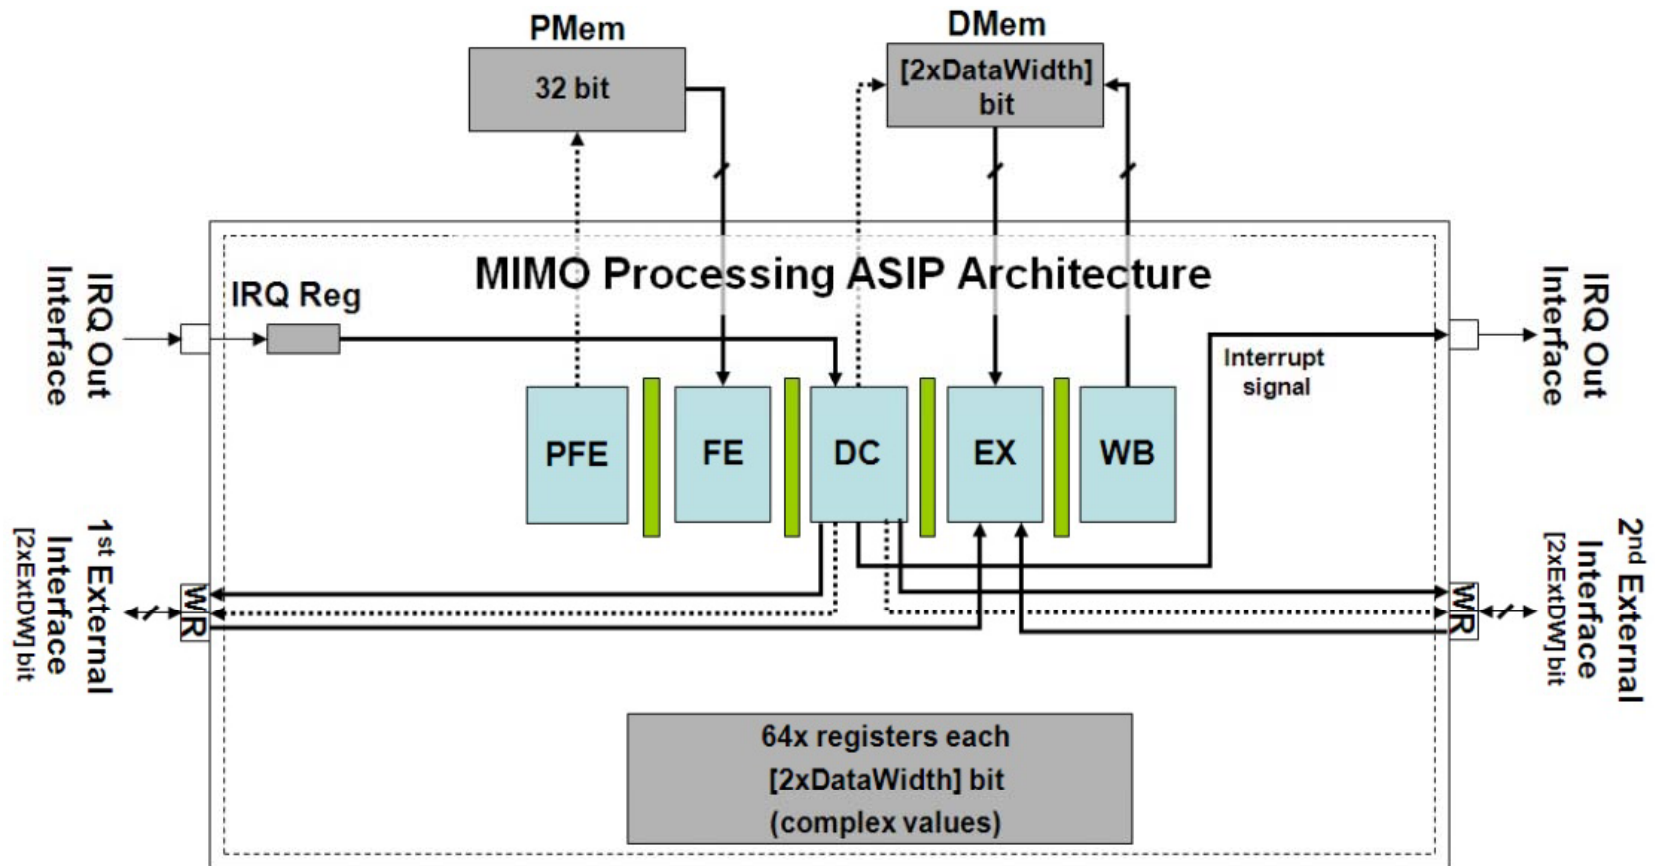 PMem
32 bit
DMem
[2xDataWidth]
bit
MIMO Processing ASIP Architecture
IRQ Out
Interface
IRQ Reg
IRQ Out
Interface
Interrupt
signal
PFE
FE
DC
EX
WB
1st External
Interface
[2xExtDW] bit
W
R
W
R
2nd External
Interface
[2xExtDW] bit
64x registers each
[2xDataWidth] bit
(complex values)